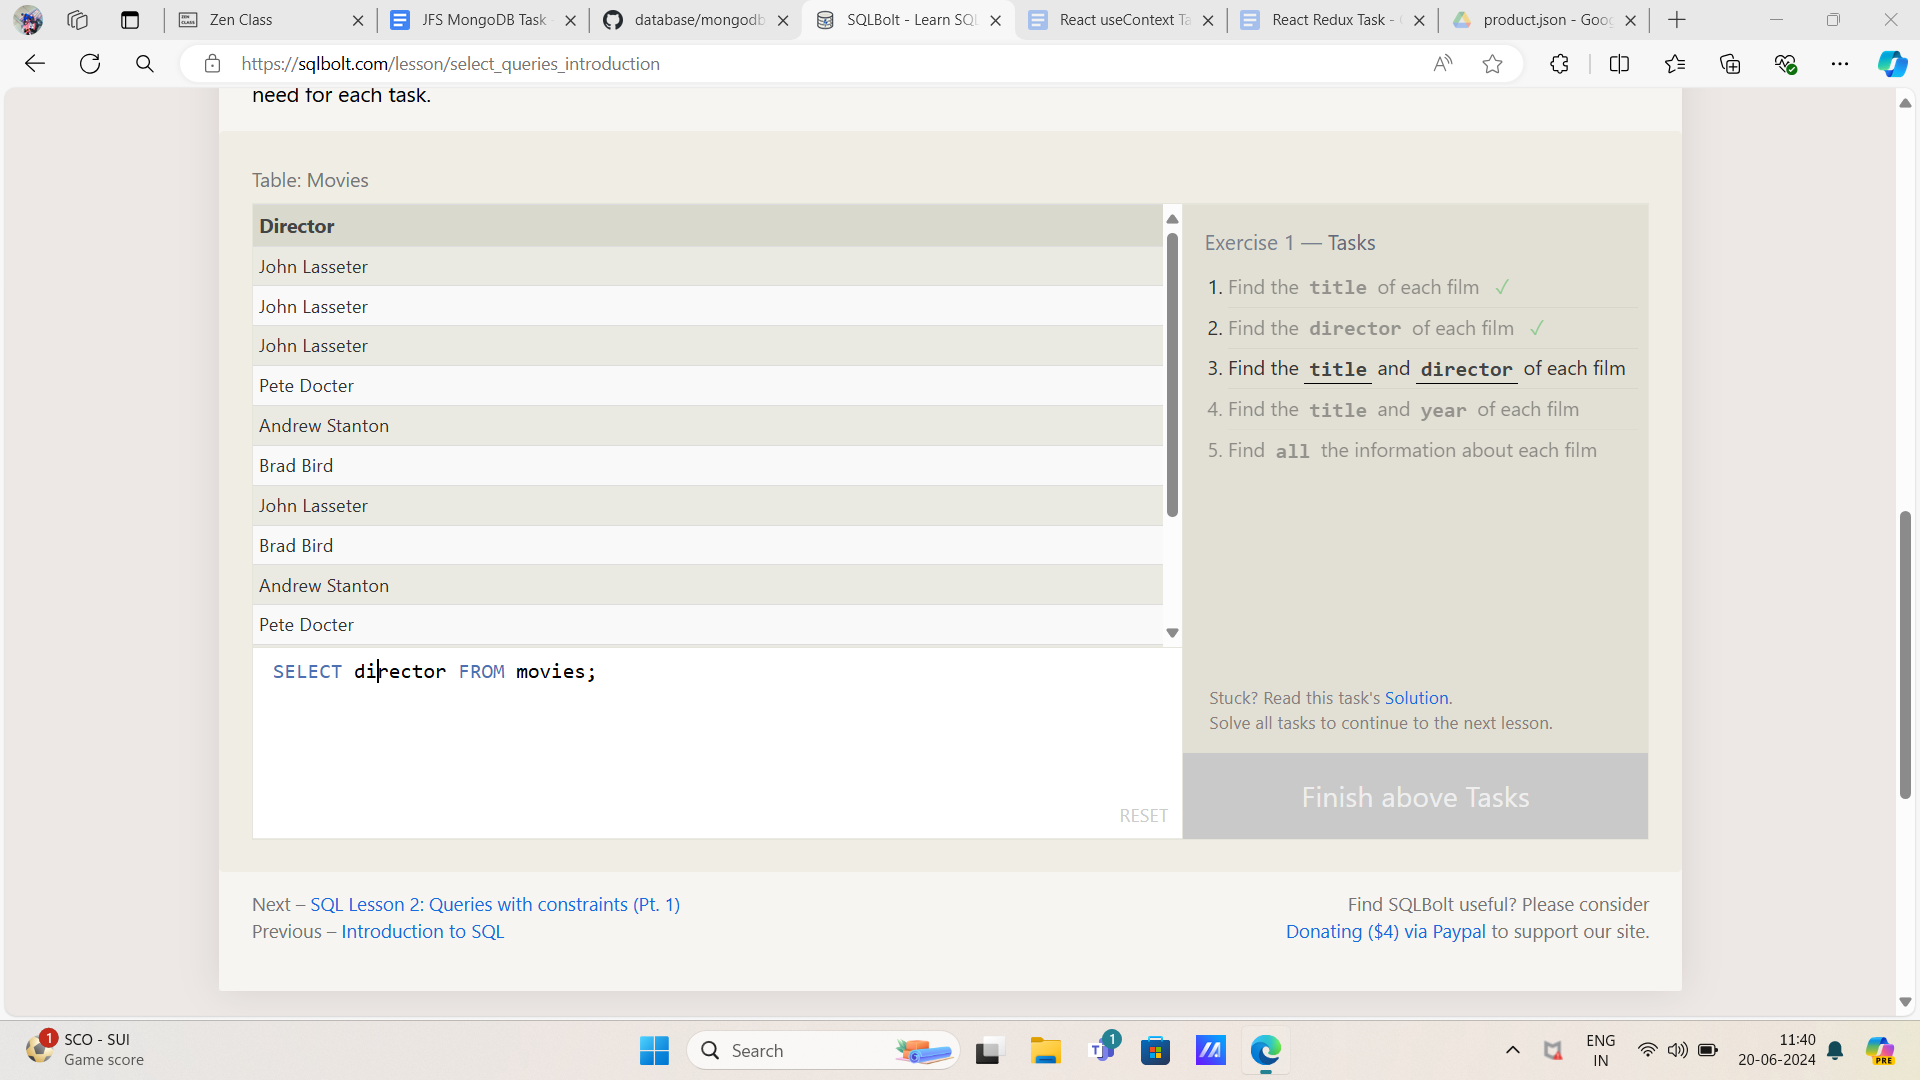 Zen Class
JFS MongoDB Task
database/mongodb
SQLBolt - Learn SQL
React useContext Ta
React Redux Task -
product.json - Goog
https://sqlbolt.com/lesson/select_queries_introduction
need for each task.
Table: Movies
Director
John Lasseter
John Lasseter
John Lasseter
Pete Docter
Andrew Stanton
Brad Bird
John Lasseter
Brad Bird
Andrew Stanton
Pete Docter
SELECT director FROM movies;
RESET
Exercise 1 — Tasks
1. Find the title of each film ✓
2. Find the director of each film ✓
3. Find the title and director of each film
4. Find the title and year of each film
5. Find all the information about each film
Stuck? Read this task's Solution.
Solve all tasks to continue to the next lesson.
Finish above Tasks
Next – SQL Lesson 2: Queries with constraints (Pt. 1)
Previous – Introduction to SQL
Find SQLBolt useful? Please consider
Donating ($4) via Paypal to support our site.
1
SCO - SUI
Game score
Search
1
ENG
IN
11:40
20-06-2024
PRE